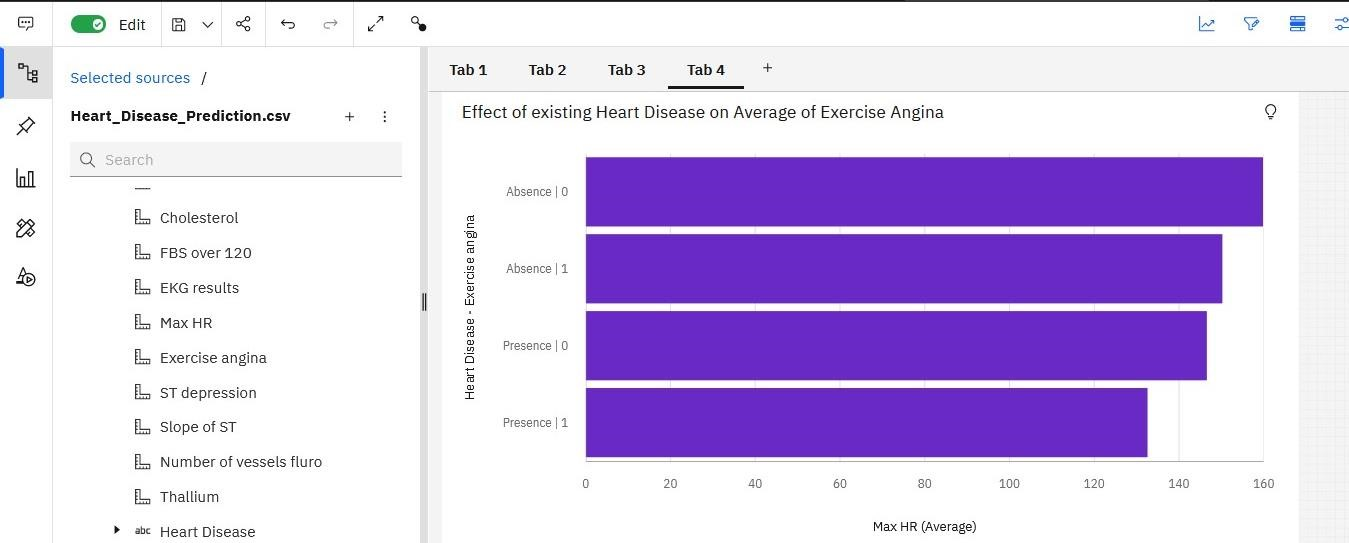 Edit
Selected sources /
Heart_Disease_Prediction.csv
Search
Cholesterol
FBS over 120
EKG results
Max HR
Exercise angina
ST depression
Slope of ST
Number of vessels fluro
Thallium
abc Heart Disease
Tab 1 Tab 2 Tab 3 Tab 4 +
Effect of existing Heart Disease on Average of Exercise Angina
Heart Disease - Exercise angina
Absence | 0
Absence | 1
Presence | 0
Presence | 1
0 20 40 60 80 100 120 140 160
Max HR (Average)